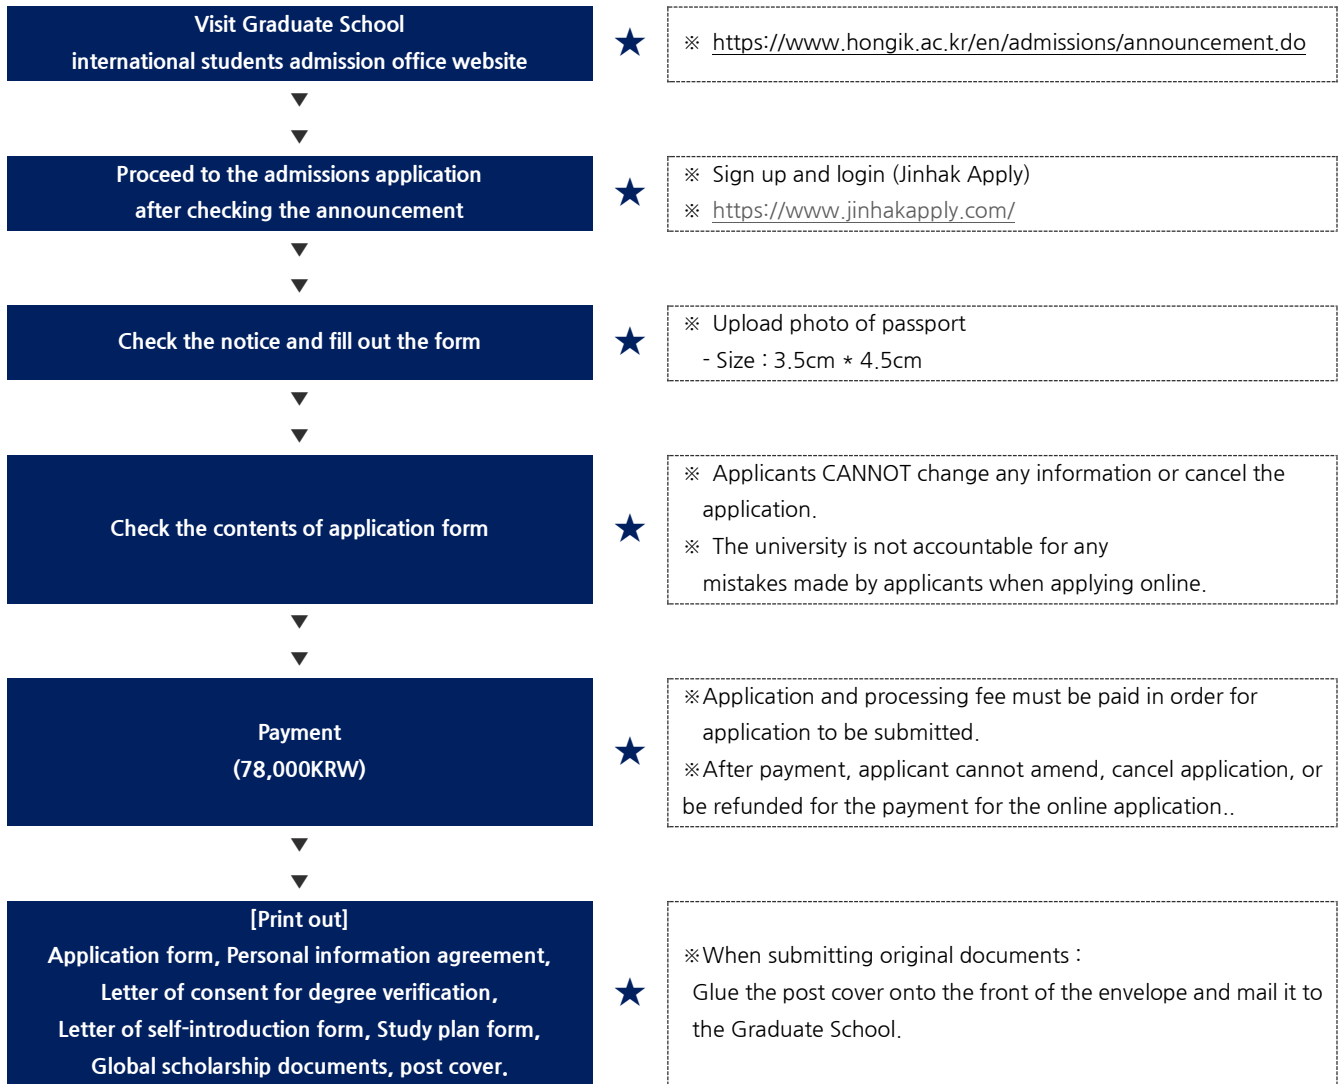 Visit Graduate School
international students admission office website
★
※ https://www.hongik.ac.kr/en/admissions/announcement.do
▼
▼
Proceed to the admissions application
after checking the announcement
★
※ Sign up and login (Jinhak Apply)
※ https://www.jinhakapply.com/
▼
▼
Check the notice and fill out the form
★
※ Upload photo of passport
- Size : 3.5cm * 4.5cm
▼
▼
Check the contents of application form
★
※ Applicants CANNOT change any information or cancel the
application.
※ The university is not accountable for any
mistakes made by applicants when applying online.
▼
▼
Payment
(78,000KRW)
★
※Application and processing fee must be paid in order for
application to be submitted.
※After payment, applicant cannot amend, cancel application, or
be refunded for the payment for the online application..
▼
▼
[Print out]
Application form, Personal information agreement,
Letter of consent for degree verification,
Letter of self-introduction form, Study plan form,
Global scholarship documents, post cover.
★
※When submitting original documents :
Glue the post cover onto the front of the envelope and mail it to
the Graduate School.